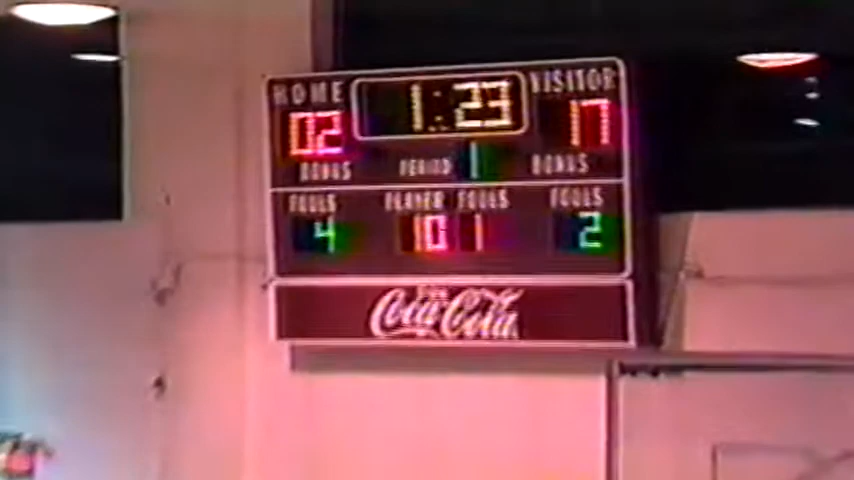 HOME 1:23 VISITOR
02 17
BONUS PERIOD 1 BONUS
FOULS PLAYER FOULS FOULS
4 10 1 2
Coca-Cola